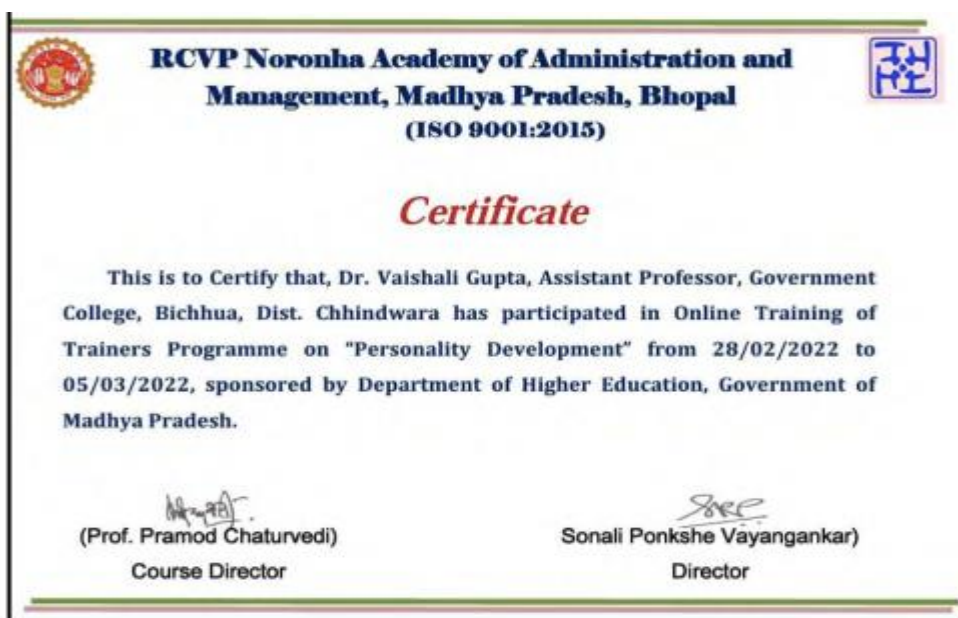 RCVP Noronha Academy of Administration and
Management, Madhya Pradesh, Bhopal
(ISO 9001:2015)
Certificate
This is to Certify that, Dr. Vaishali Gupta, Assistant Professor, Government
College, Bichhua, Dist. Chhindwara has participated in Online Training of
Trainers Programme on "Personality Development" from 28/02/2022 to
05/03/2022, sponsored by Department of Higher Education, Government of
Madhya Pradesh.
(Prof. Pramod Chaturvedi)
Sonali Ponkshe Vayangankar)
Course Director
Director